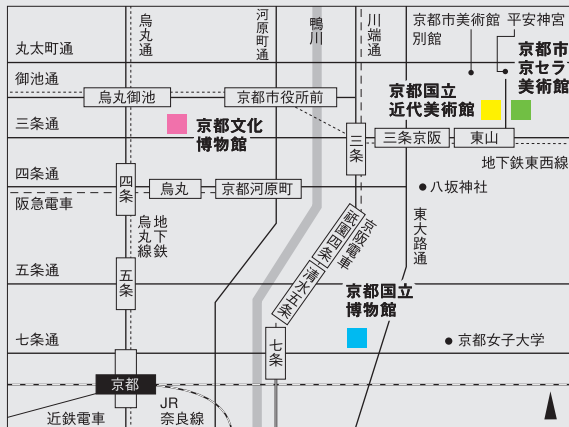 烏丸通
河原町通
鴨川
川端通
京都市美術館
別館
平安神宮
丸太町通
京都市
京セラ
美術館
御池通
烏丸御池
京都市役所前
京都国立
近代美術館
三条通
京都文化
博物館
三条
三条京阪
東山
地下鉄東西線
四条通
四条
烏丸
京都河原町
八坂神社
阪急電車
地下鉄
烏丸線
京阪電車
祇園四条
東大路通
五条通
五条
清水五条
京都国立
博物館
七条通
七条
京都女子大学
京都
近鉄電車
JR
奈良線